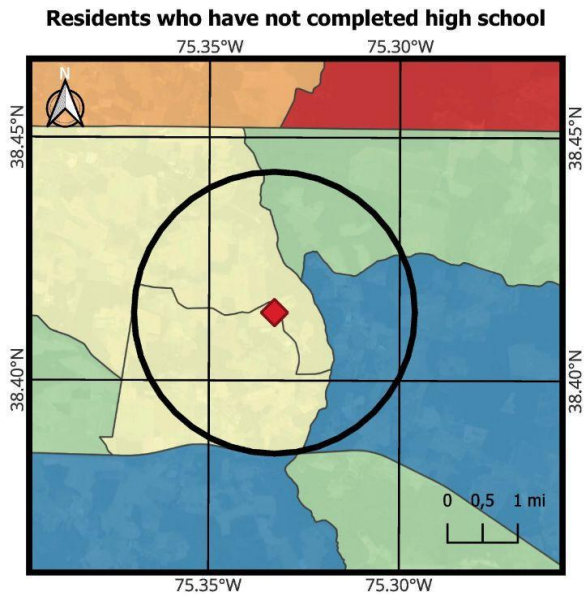 Residents who have not completed high school
75.35°W 75.30°W
N
38.45°N 38.45°N
38.40°N 38.40°N
0 0,5 1 mi
75.35°W 75.30°W